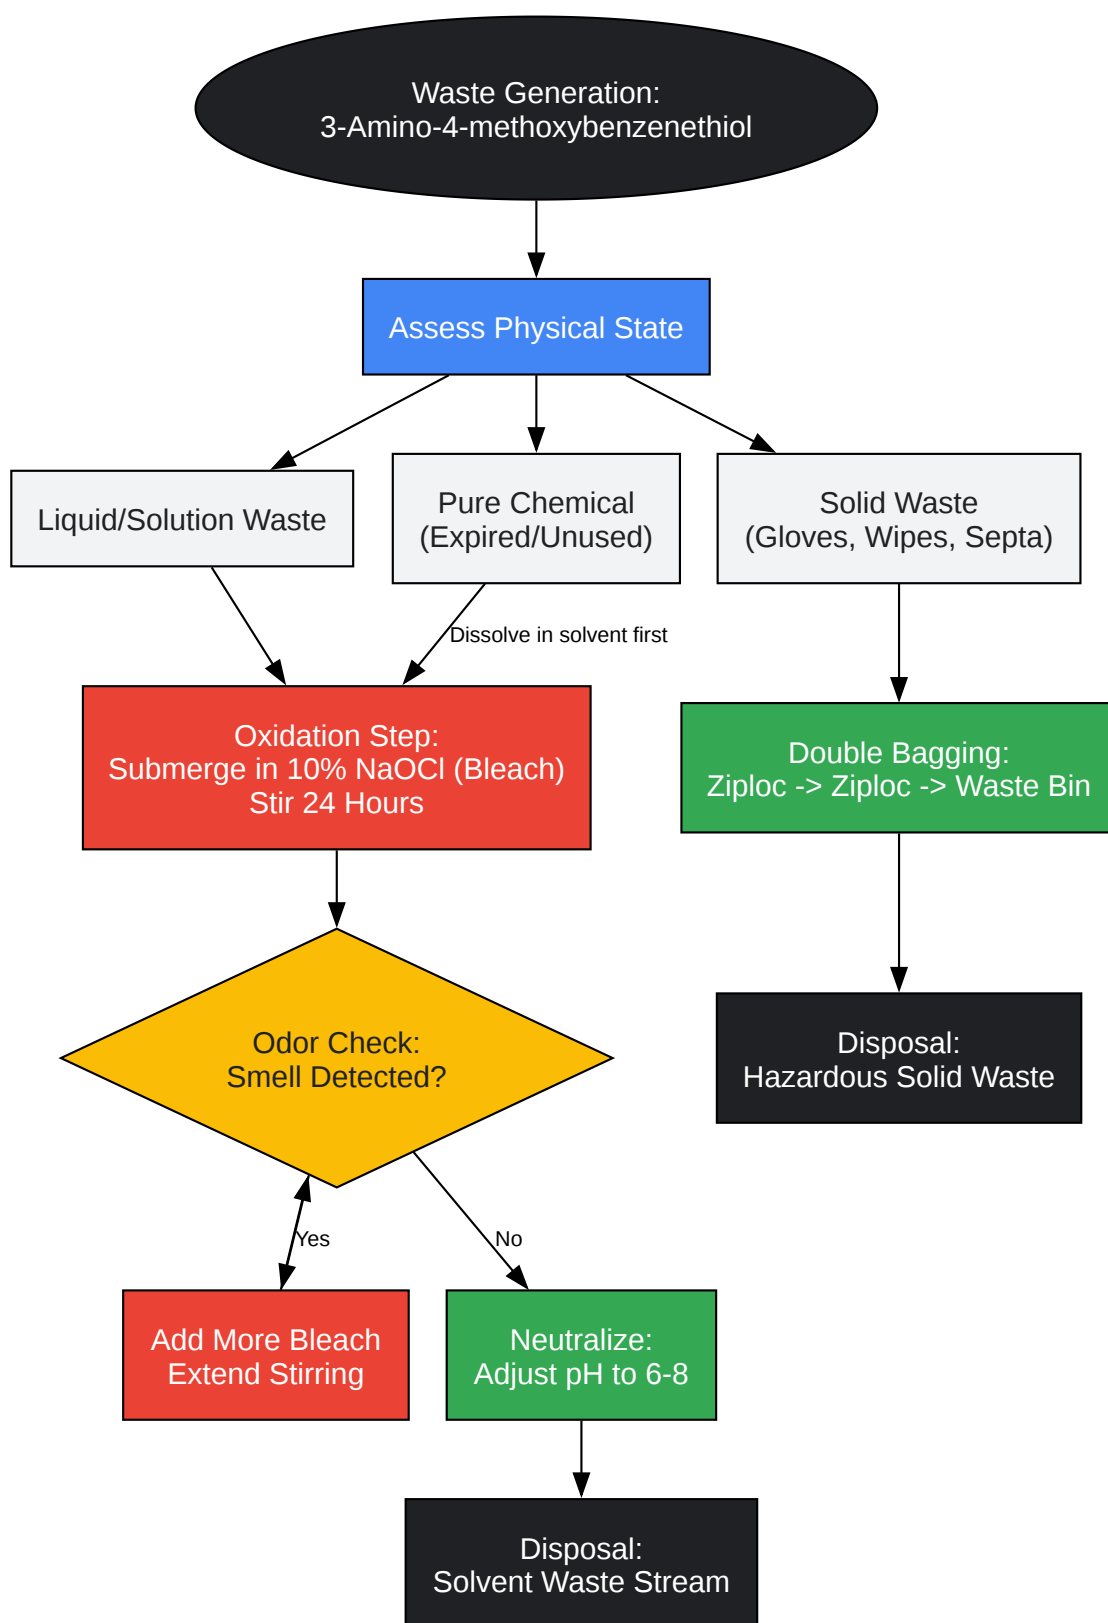 Waste Generation:
3-Amino-4-methoxybenzenethiol
Assess Physical State
Liquid/Solution Waste
Pure Chemical
(Expired/Unused)
Solid Waste
(Gloves, Wipes, Septa)
Dissolve in solvent first
Oxidation Step:
Submerge in 10% NaOCl (Bleach)
Stir 24 Hours
Double Bagging:
Ziploc -> Ziploc -> Waste Bin
Odor Check:
Smell Detected?
Disposal:
Hazardous Solid Waste
Yes
No
Add More Bleach
Extend Stirring
Neutralize:
Adjust pH to 6-8
Disposal:
Solvent Waste Stream